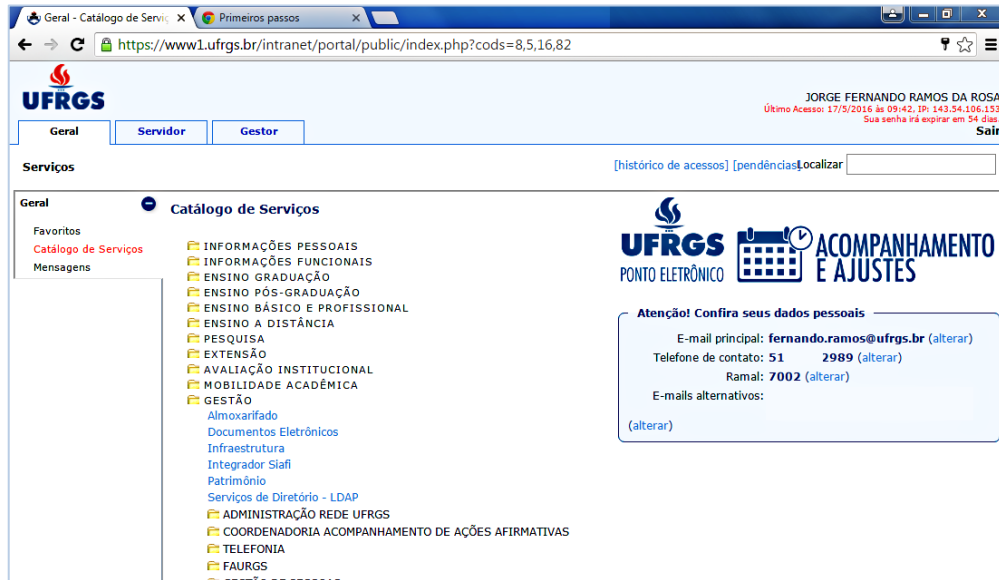 Geral - Catálogo de Serviç
Primeiros passos
https://www1.ufrgs.br/intranet/portal/public/index.php?cods=8,5,16,82
UFRGS
JORGE FERNANDO RAMOS DA ROSA
Último Acesso: 17/5/2016 às 09:42, IP: 143.54.106.153
Sua senha irá expirar em 54 dias.
Sair
Geral Servidor Gestor
Serviços
[histórico de acessos] [pendências] Localizar
Geral
Favoritos
Catálogo de Serviços
Mensagens
Catálogo de Serviços
INFORMAÇÕES PESSOAIS
INFORMAÇÕES FUNCIONAIS
ENSINO GRADUAÇÃO
ENSINO PÓS-GRADUAÇÃO
ENSINO BÁSICO E PROFISSIONAL
ENSINO A DISTÂNCIA
PESQUISA
EXTENSÃO
AVALIAÇÃO INSTITUCIONAL
MOBILIDADE ACADÊMICA
GESTÃO
Almoxarifado
Documentos Eletrônicos
Infraestrutura
Integrador Siafi
Patrimônio
Serviços de Diretório - LDAP
ADMINISTRAÇÃO REDE UFRGS
COORDENADORIA ACOMPANHAMENTO DE AÇÕES AFIRMATIVAS
TELEFONIA
FAURGS
UFRGS
PONTO ELETRÔNICO
ACOMPANHAMENTO
E AJUSTES
Atenção! Confira seus dados pessoais
E-mail principal: fernando.ramos@ufrgs.br (alterar)
Telefone de contato: 51 2989 (alterar)
Ramal: 7002 (alterar)
E-mails alternativos:
(alterar)